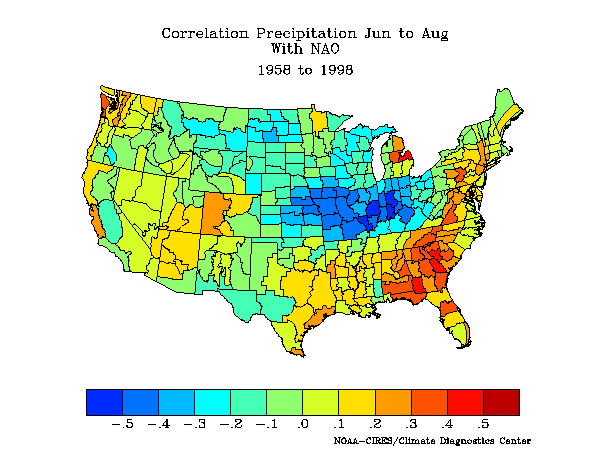 Correlation Precipitation Jun to Aug
With NAO
1958 to 1998
-.5 -.4 -.3 -.2 -.1 .0 .1 .2 .3 .4 .5
NOAA-CIRES/Climate Diagnostics Center